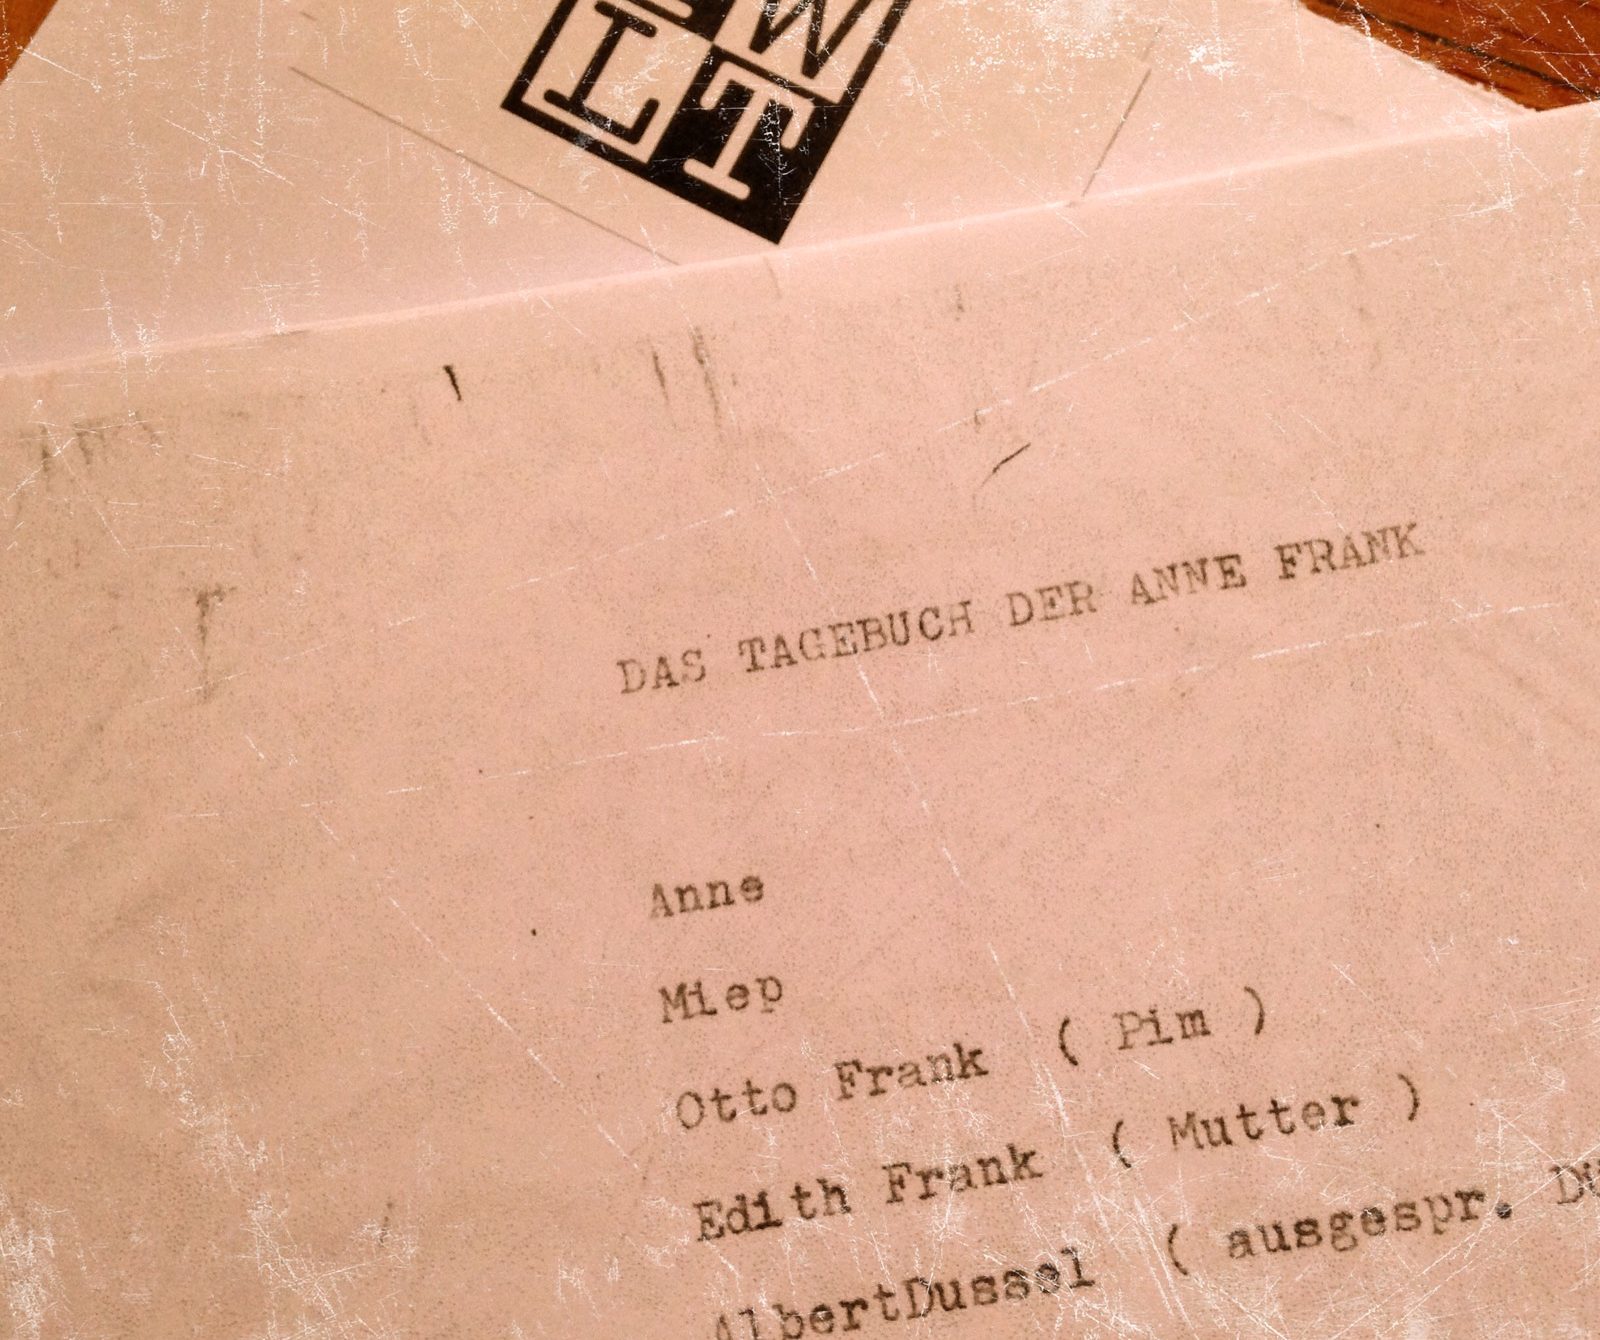 W
L T
DAS TAGEBUCH DER ANNE FRANK
Anne
Miep
Otto Frank ( Pim )
Edith Frank ( Mutter )
AlbertDussel ( ausgespr.